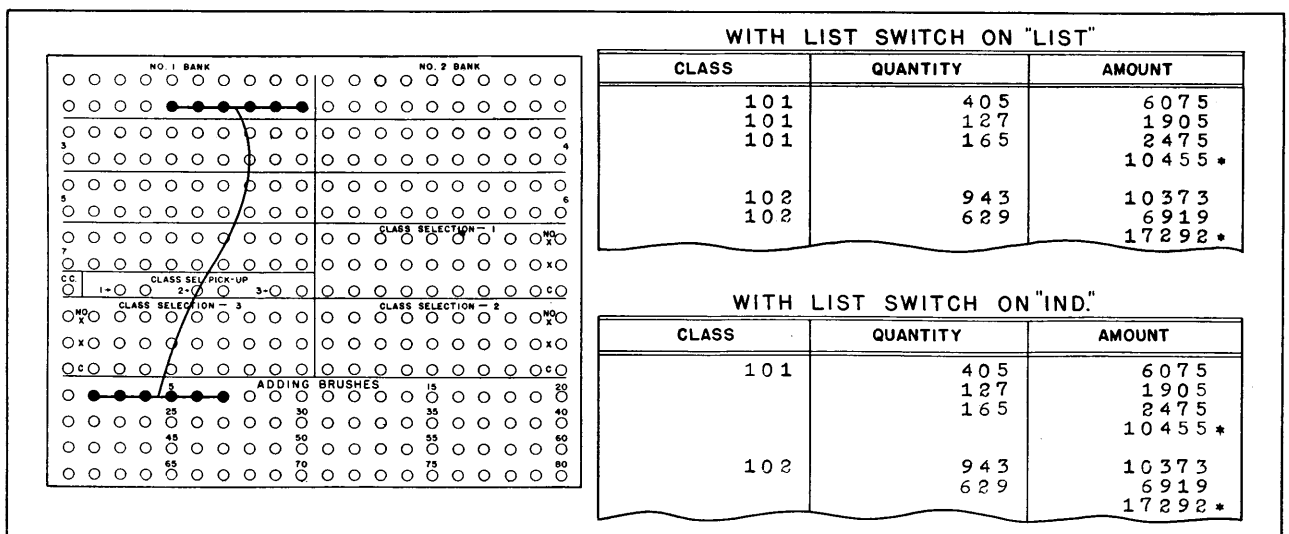 NO. 1 BANK NO. 2 BANK
3 4
5 6
CLASS SELECTION - 1 NO X
7
X
C.C. CLASS SEL. PICK-UP
1→ 2→ 3→ C
CLASS SELECTION - 3 CLASS SELECTION - 2
NO X NO X
X X
C C
5 ADDING BRUSHES 15 20
25 30 35 40
45 50 55 60
65 70 75 80
WITH LIST SWITCH ON "LIST"
CLASS QUANTITY AMOUNT
101 405 6075
101 127 1905
101 165 2475
10455 *
102 943 10373
102 629 6919
17292 *
WITH LIST SWITCH ON "IND."
CLASS QUANTITY AMOUNT
101 405 6075
127 1905
165 2475
10455 *
102 943 10373
629 6919
17292 *